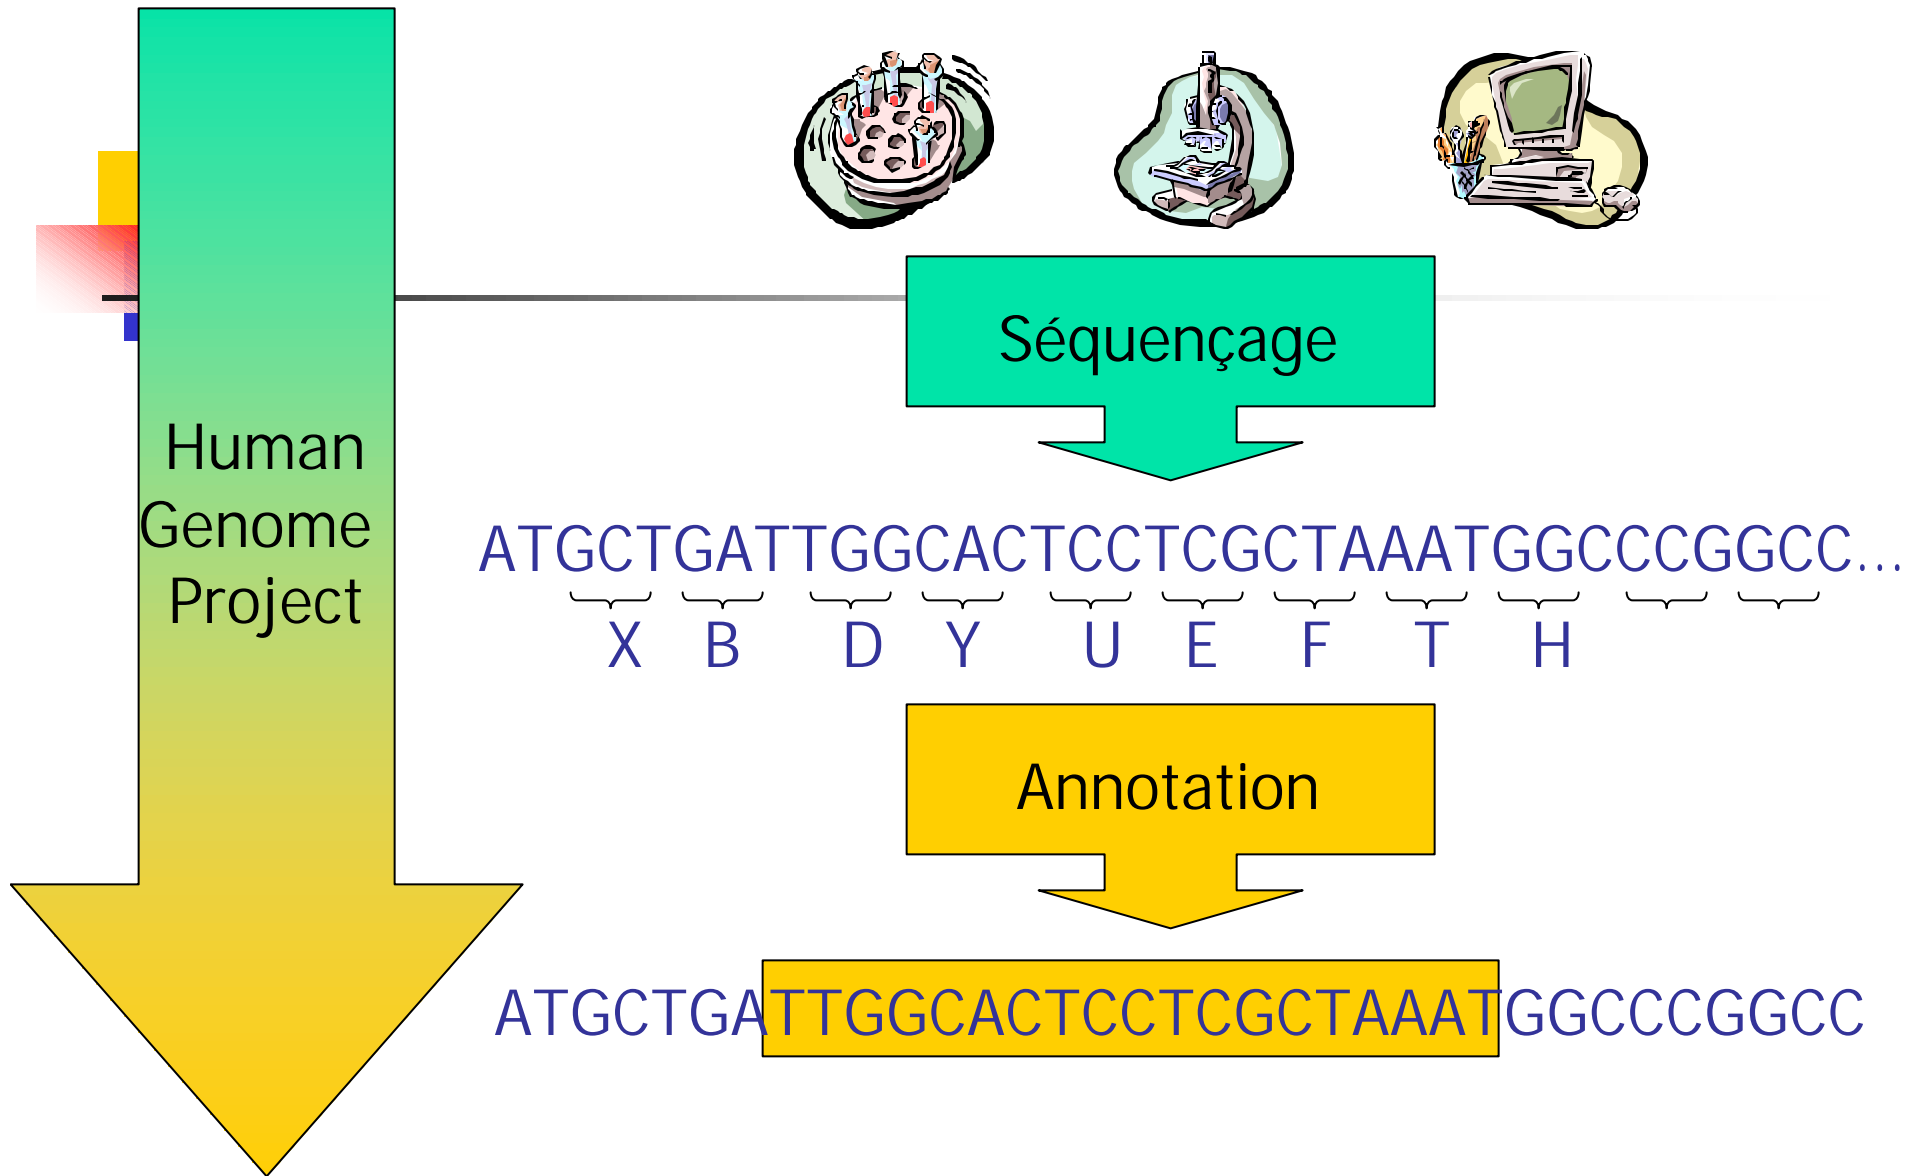 Human
Genome
Project
Séquençage
ATGCTGATTGGCACTCCTCGCTAAATGGCCCGGCC...
X B D Y U E F T H
Annotation
ATGCTGATTGGCACTCCTCGCTAAATGGCCCGGCC